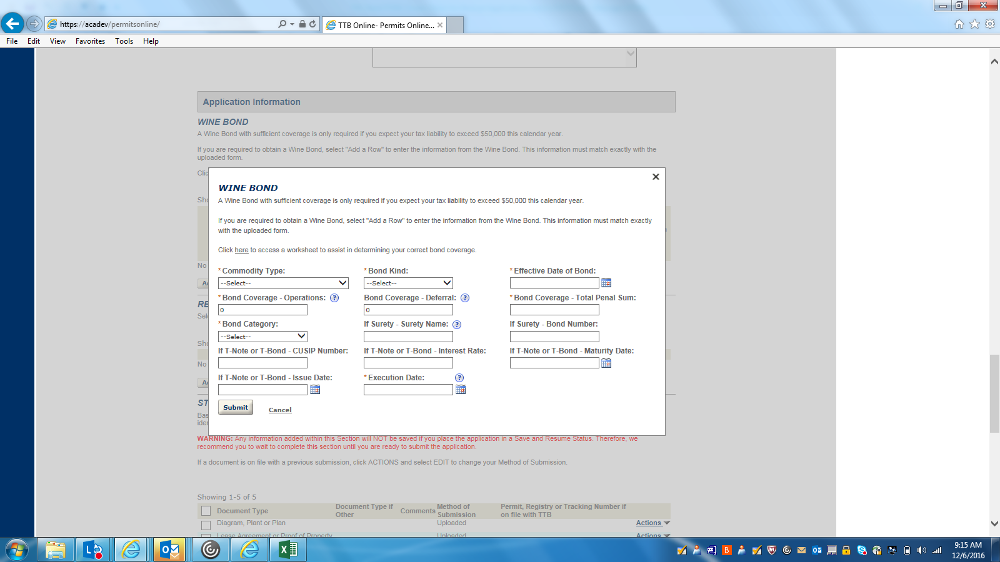 https://acadev/permitsonline/
TTB Online- Permits Online...
File Edit View Favorites Tools Help
Application Information
WINE BOND
A Wine Bond with sufficient coverage is only required if you expect your tax liability to exceed $50,000 this calendar year.
If you are required to obtain a Wine Bond, select "Add a Row" to enter the information from the Wine Bond. This information must match exactly with the
uploaded form.
WINE BOND
A Wine Bond with sufficient coverage is only required if you expect your tax liability to exceed $50,000 this calendar year.
If you are required to obtain a Wine Bond, select "Add a Row" to enter the information from the Wine Bond. This information must match exactly
with the uploaded form.
Click here to access a worksheet to assist in determining your correct bond coverage.
* Commodity Type: * Bond Kind: * Effective Date of Bond:
--Select-- --Select--
* Bond Coverage - Operations: ? Bond Coverage - Deferral: ? * Bond Coverage - Total Penal Sum:
0 0
* Bond Category: If Surety - Surety Name: ? If Surety - Bond Number:
--Select--
If T-Note or T-Bond - CUSIP Number: If T-Note or T-Bond - Interest Rate: If T-Note or T-Bond - Maturity Date:
If T-Note or T-Bond - Issue Date: * Execution Date: ?
Submit Cancel
No
No
WARNING: Any information added within this Section will NOT be saved if you place the application in a Save and Resume Status. Therefore, we
recommend you to wait to complete this section until you are ready to submit the application.
If a document is on file with a previous submission, click ACTIONS and select EDIT to change your Method of Submission.
Showing 1-5 of 5
Document Type Document Type if Other Comments Method of Submission Permit, Registry or Tracking Number if on file with TTB
Diagram, Plant or Plan Uploaded Actions
Lease Agreement or Proof of Property Uploaded Actions
9:15 AM
12/6/2016